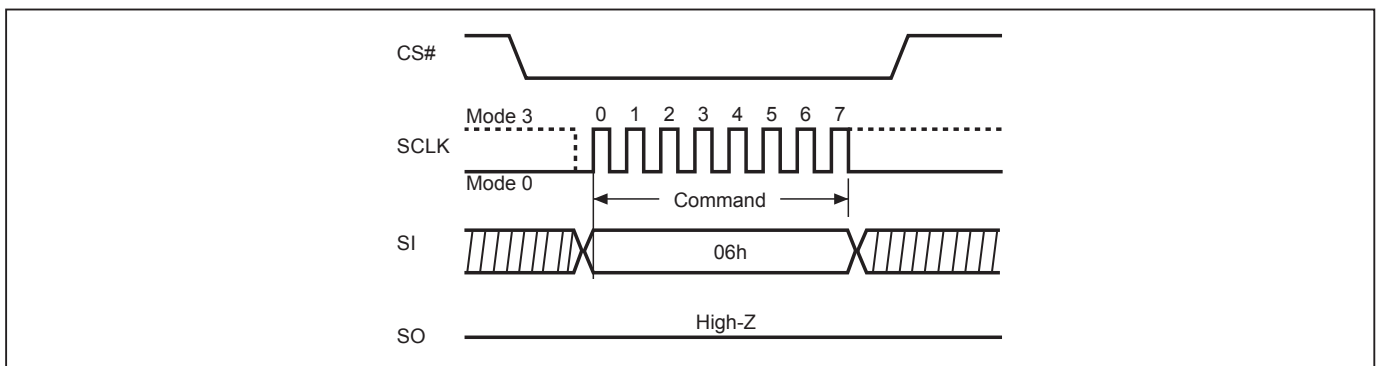 CS#
Mode 3 0 1 2 3 4 5 6 7
SCLK
Mode 0
Command
SI
06h
High-Z
SO